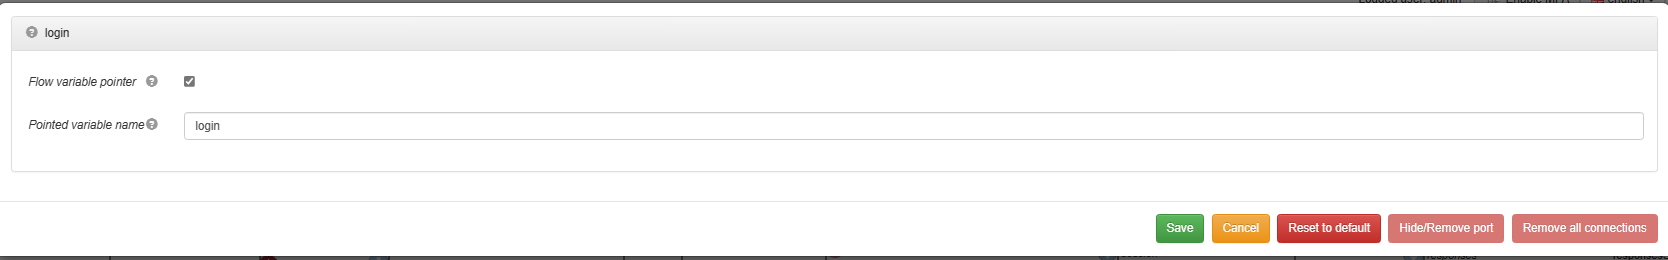 login
Flow variable pointer
Pointed variable name
login
Save Cancel Reset to default Hide/Remove port Remove all connections